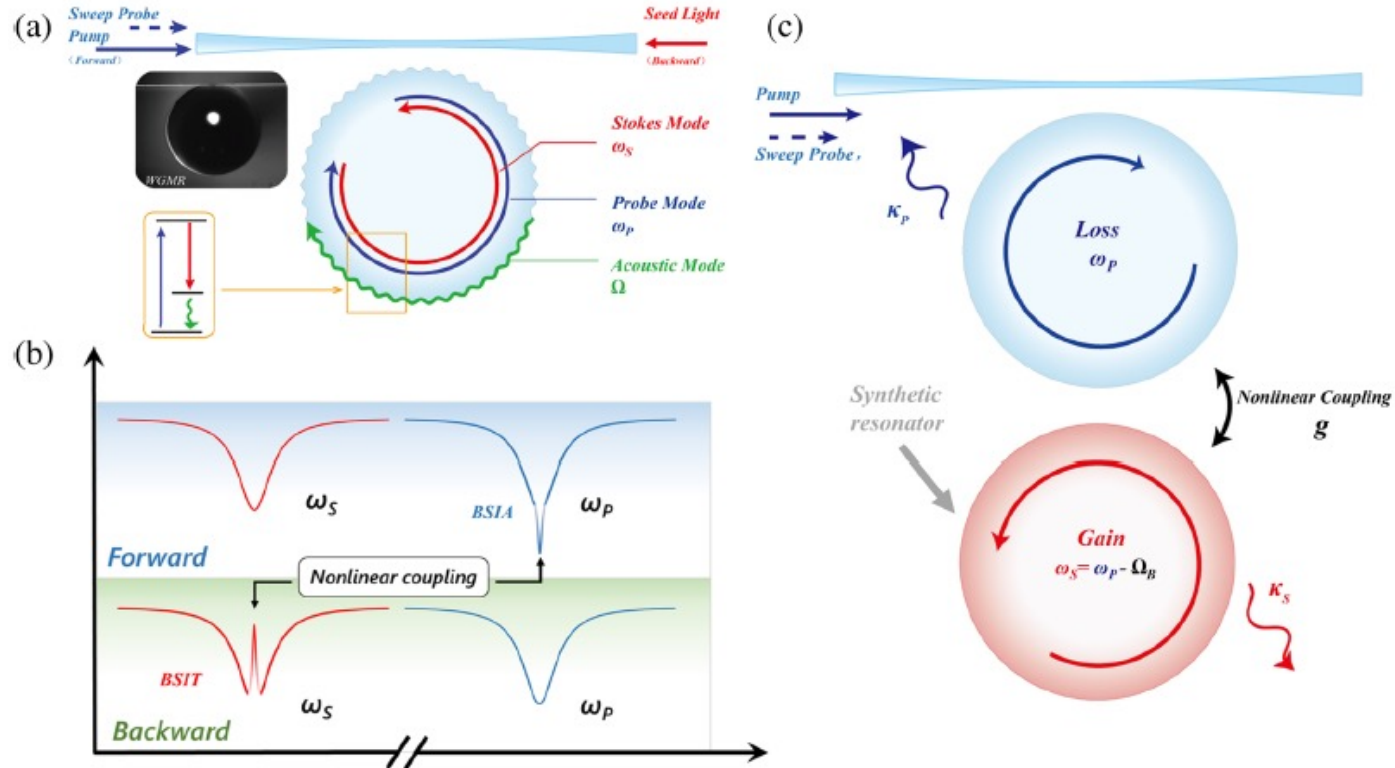 (a)
Sweep Probe
Pump
(Forward)
Seed Light
(Backward)
WGMR
Stokes Mode
ωS
Probe Mode
ωP
Acoustic Mode
Ω
(b)
ωS
BSIA
ωP
Forward
Nonlinear coupling
BSIT
ωS
ωP
Backward
(c)
Pump
Sweep Probe,
κP
Loss
ωP
Synthetic
resonator
Nonlinear Coupling
g
Gain
ωS= ωP - ΩB
κS